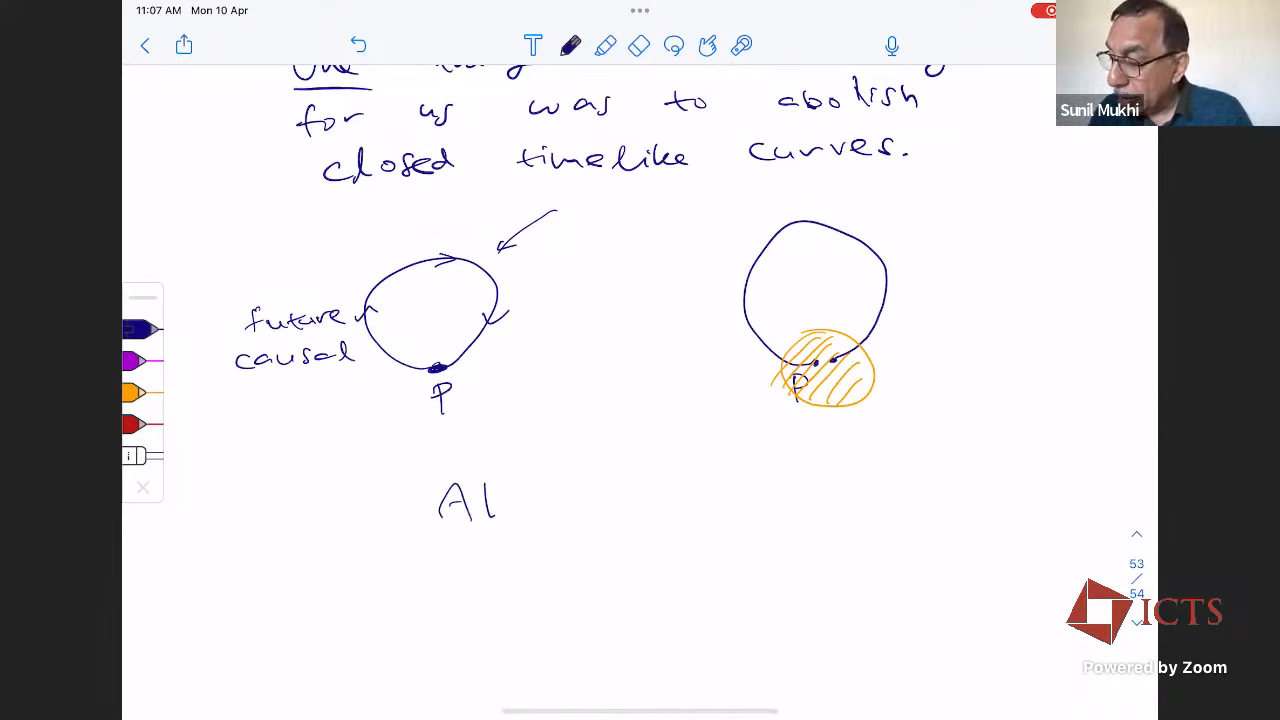 11:07 AM Mon 10 Apr
One
for us was to abolish
closed timelike curves.
future
causal
P
P
Al
Sunil Mukhi
53
/
54
ICTS
Powered by Zoom